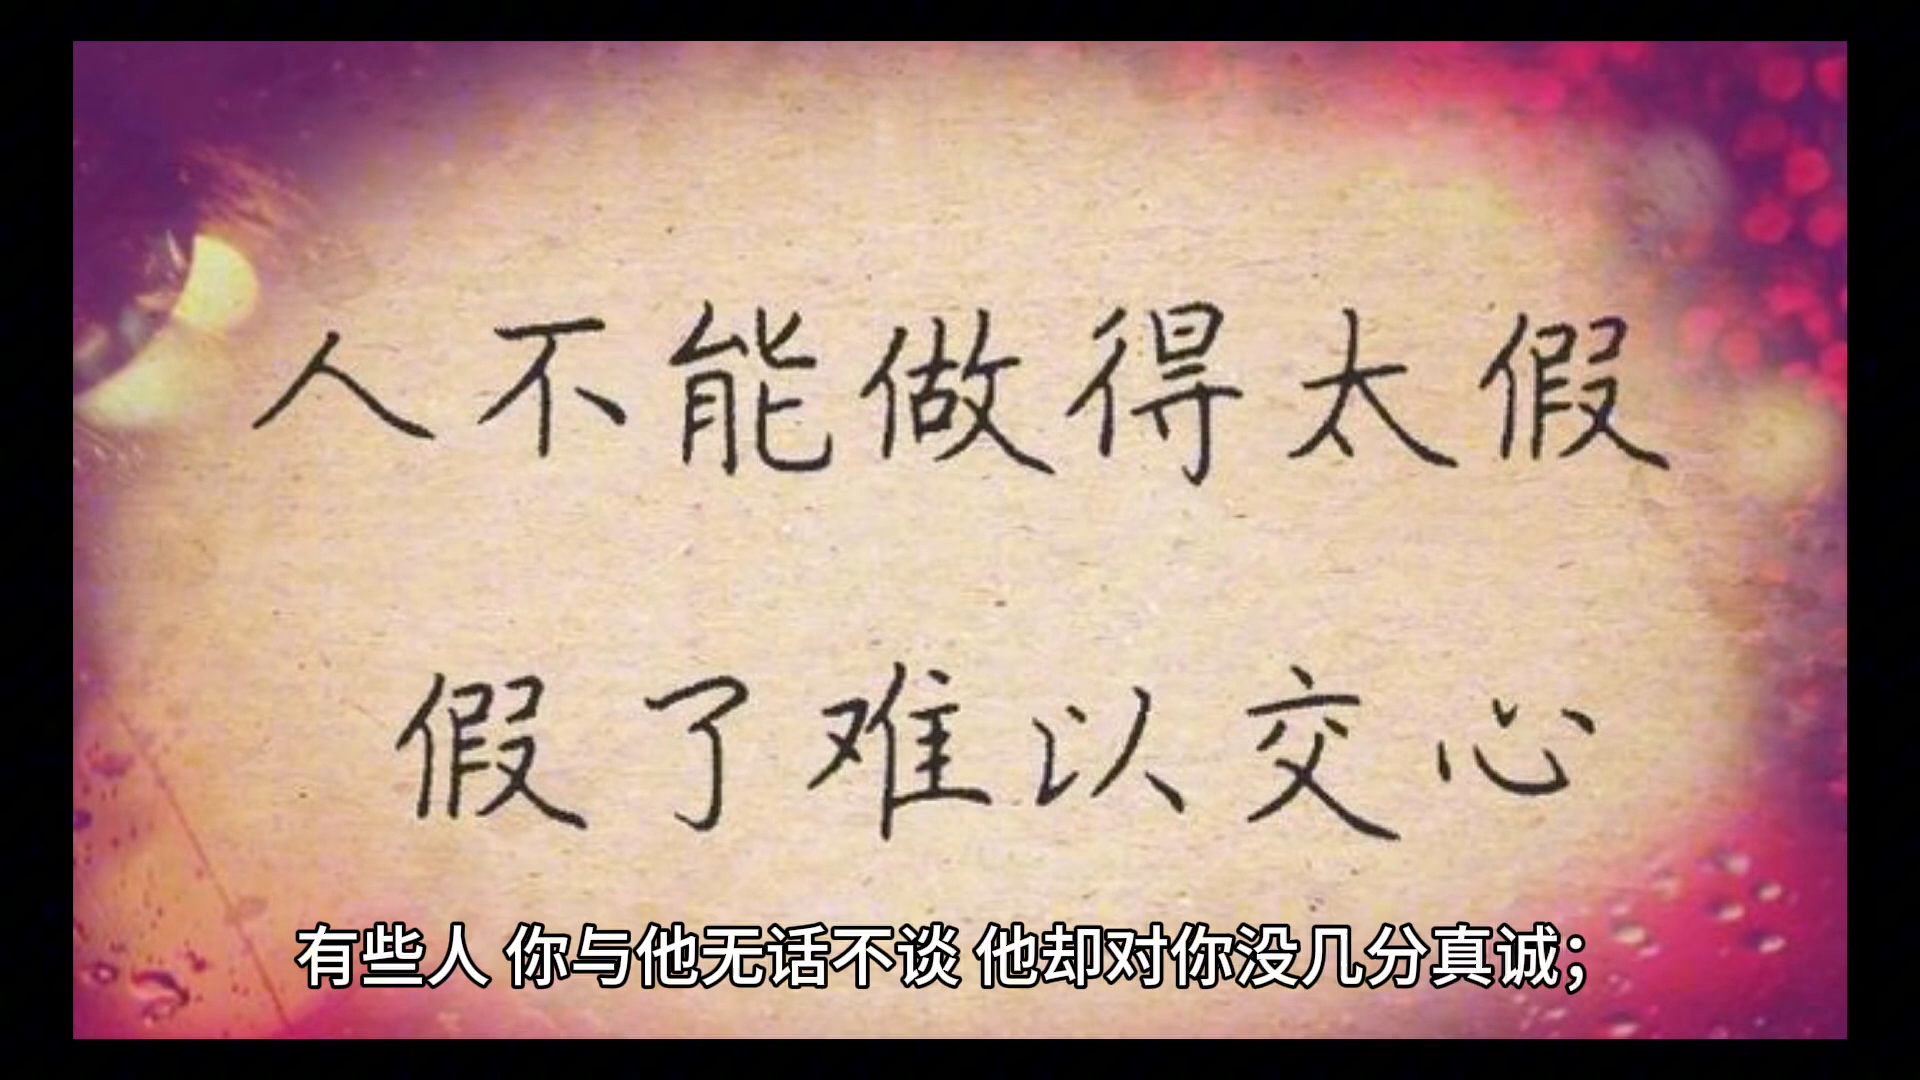 人不能做得太假
假了难以交心
有些人 你与他无话不谈 他却对你没几分真诚；